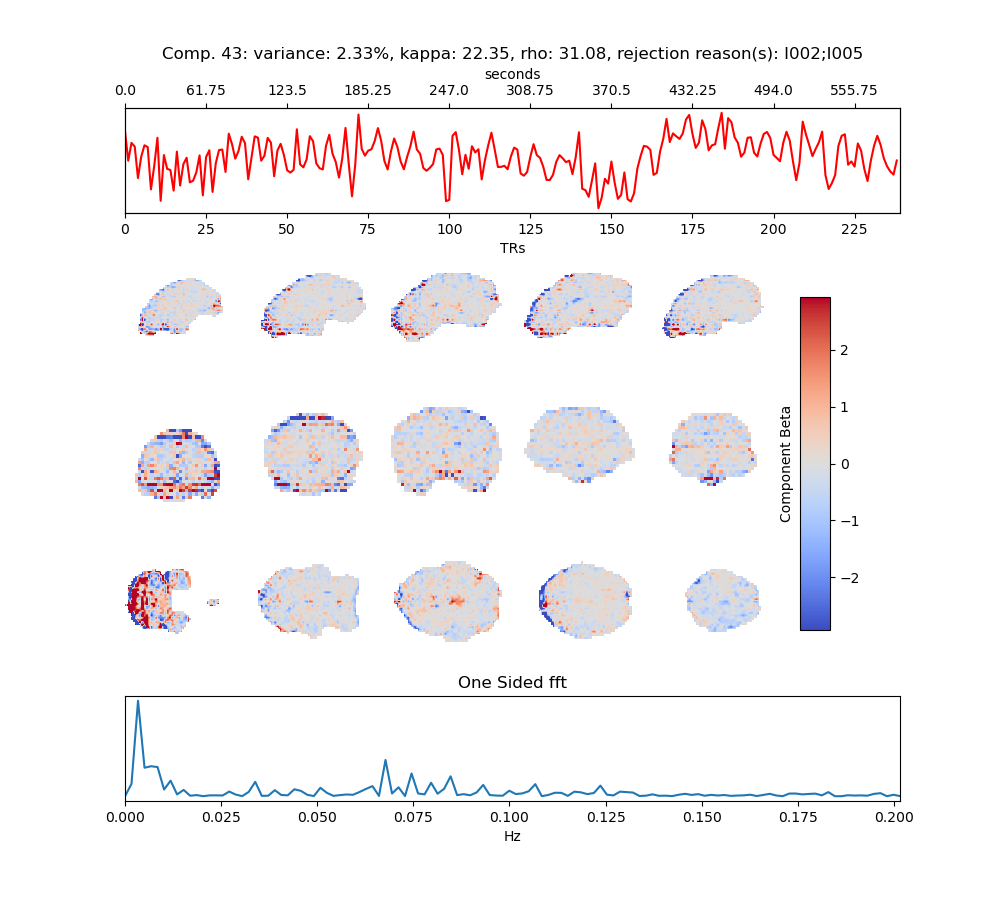 Comp. 43: variance: 2.33%, kappa: 22.35, rho: 31.08, rejection reason(s): I002;I005
seconds
0.0 61.75 123.5 185.25 247.0 308.75 370.5 432.25 494.0 555.75
0 25 50 75 100 125 150 175 200 225
TRs
2
1
0
−1
−2
Component Beta
One Sided fft
0.000 0.025 0.050 0.075 0.100 0.125 0.150 0.175 0.200
Hz